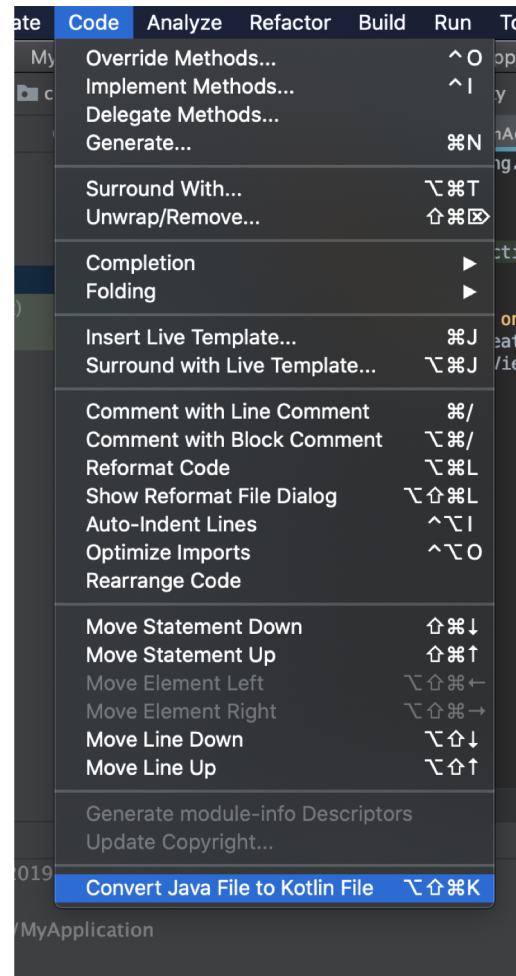 ate Code Analyze Refactor Build Run To
My
Override Methods... ^O
Implement Methods... ^I
Delegate Methods...
Generate... ⌘N
Surround With... ⌥⌘T
Unwrap/Remove... ⇧⌘⌦
Completion ▶
Folding ▶
Insert Live Template... ⌘J
Surround with Live Template... ⌥⌘J
Comment with Line Comment ⌘/
Comment with Block Comment ⌥⌘/
Reformat Code ⌥⌘L
Show Reformat File Dialog ⌥⇧⌘L
Auto-Indent Lines ^⌥I
Optimize Imports ^⌥O
Rearrange Code
Move Statement Down ⇧⌘↓
Move Statement Up ⇧⌘↑
Move Element Left ⌥⇧⌘←
Move Element Right ⌥⇧⌘→
Move Line Down ⌥⇧↓
Move Line Up ⌥⇧↑
Generate module-info Descriptors
Update Copyright...
2019
Convert Java File to Kotlin File ⌥⇧⌘K
/MyApplication